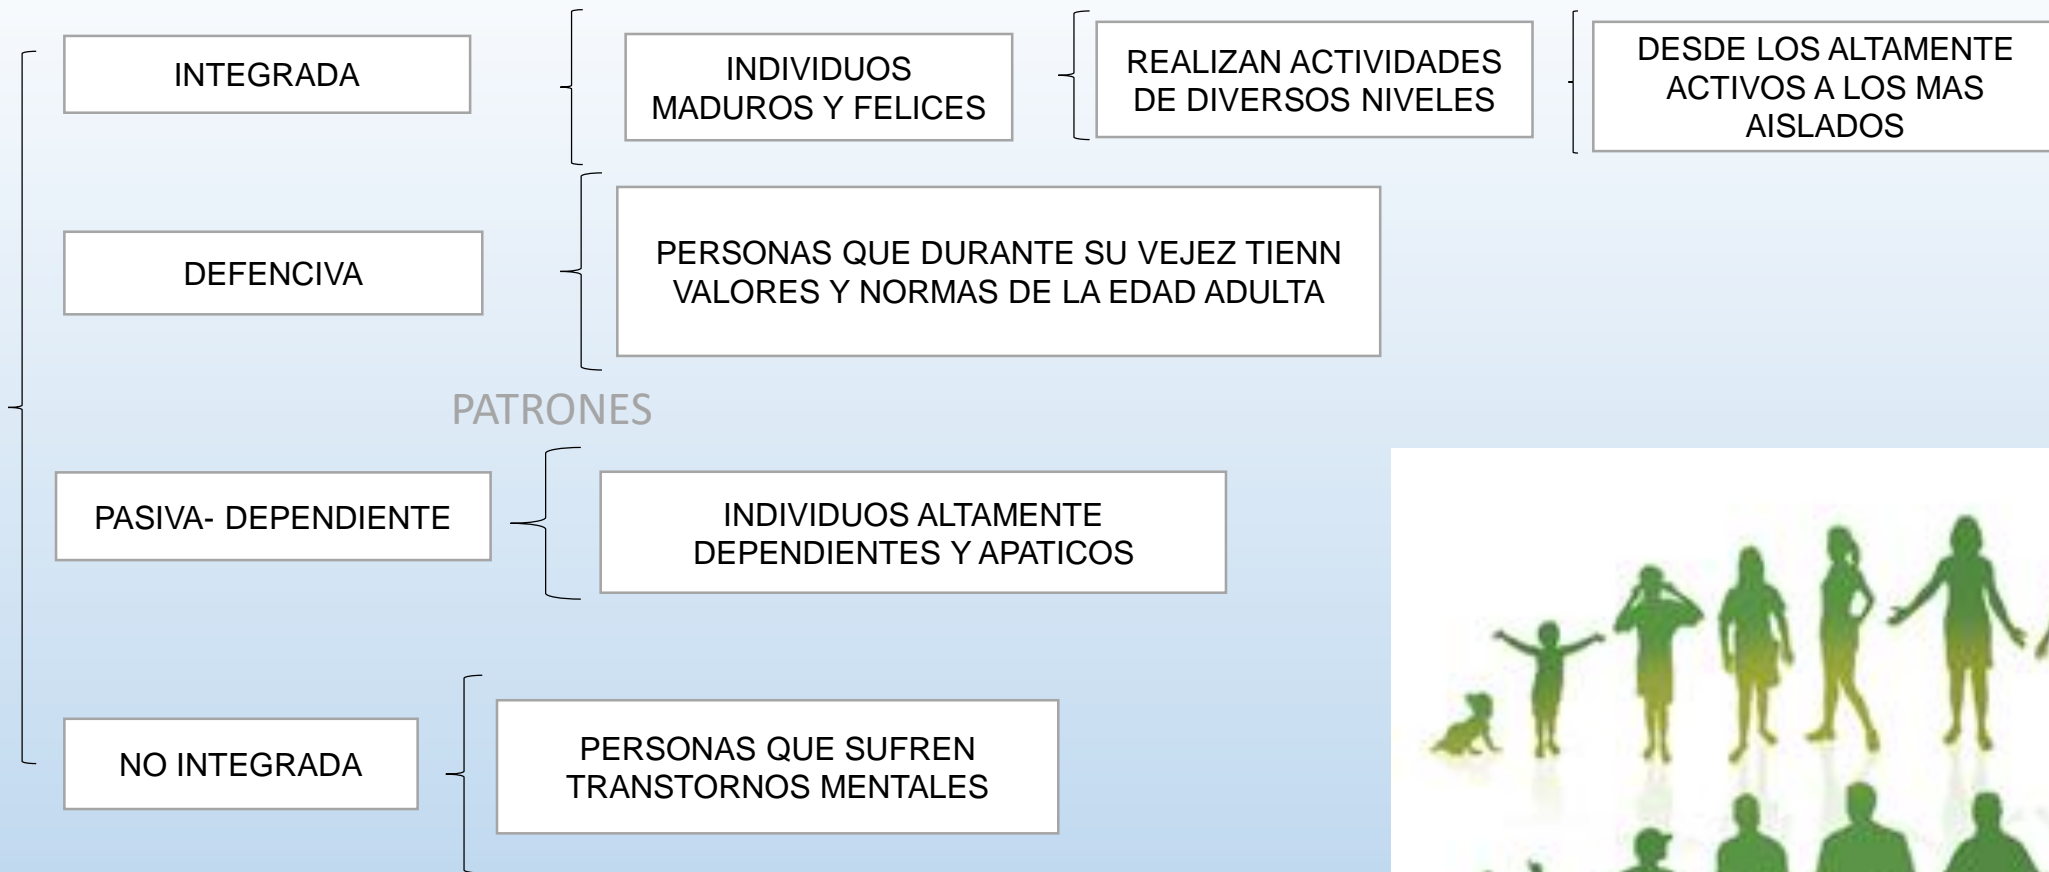 INTEGRADA
INDIVIDUOS
MADUROS Y FELICES
REALIZAN ACTIVIDADES
DE DIVERSOS NIVELES
DESDE LOS ALTAMENTE
ACTIVOS A LOS MAS
AISLADOS
DEFENCIVA
PERSONAS QUE DURANTE SU VEJEZ TIENN
VALORES Y NORMAS DE LA EDAD ADULTA
PATRONES
PASIVA- DEPENDIENTE
INDIVIDUOS ALTAMENTE
DEPENDIENTES Y APATICOS
NO INTEGRADA
PERSONAS QUE SUFREN
TRANSTORNOS MENTALES